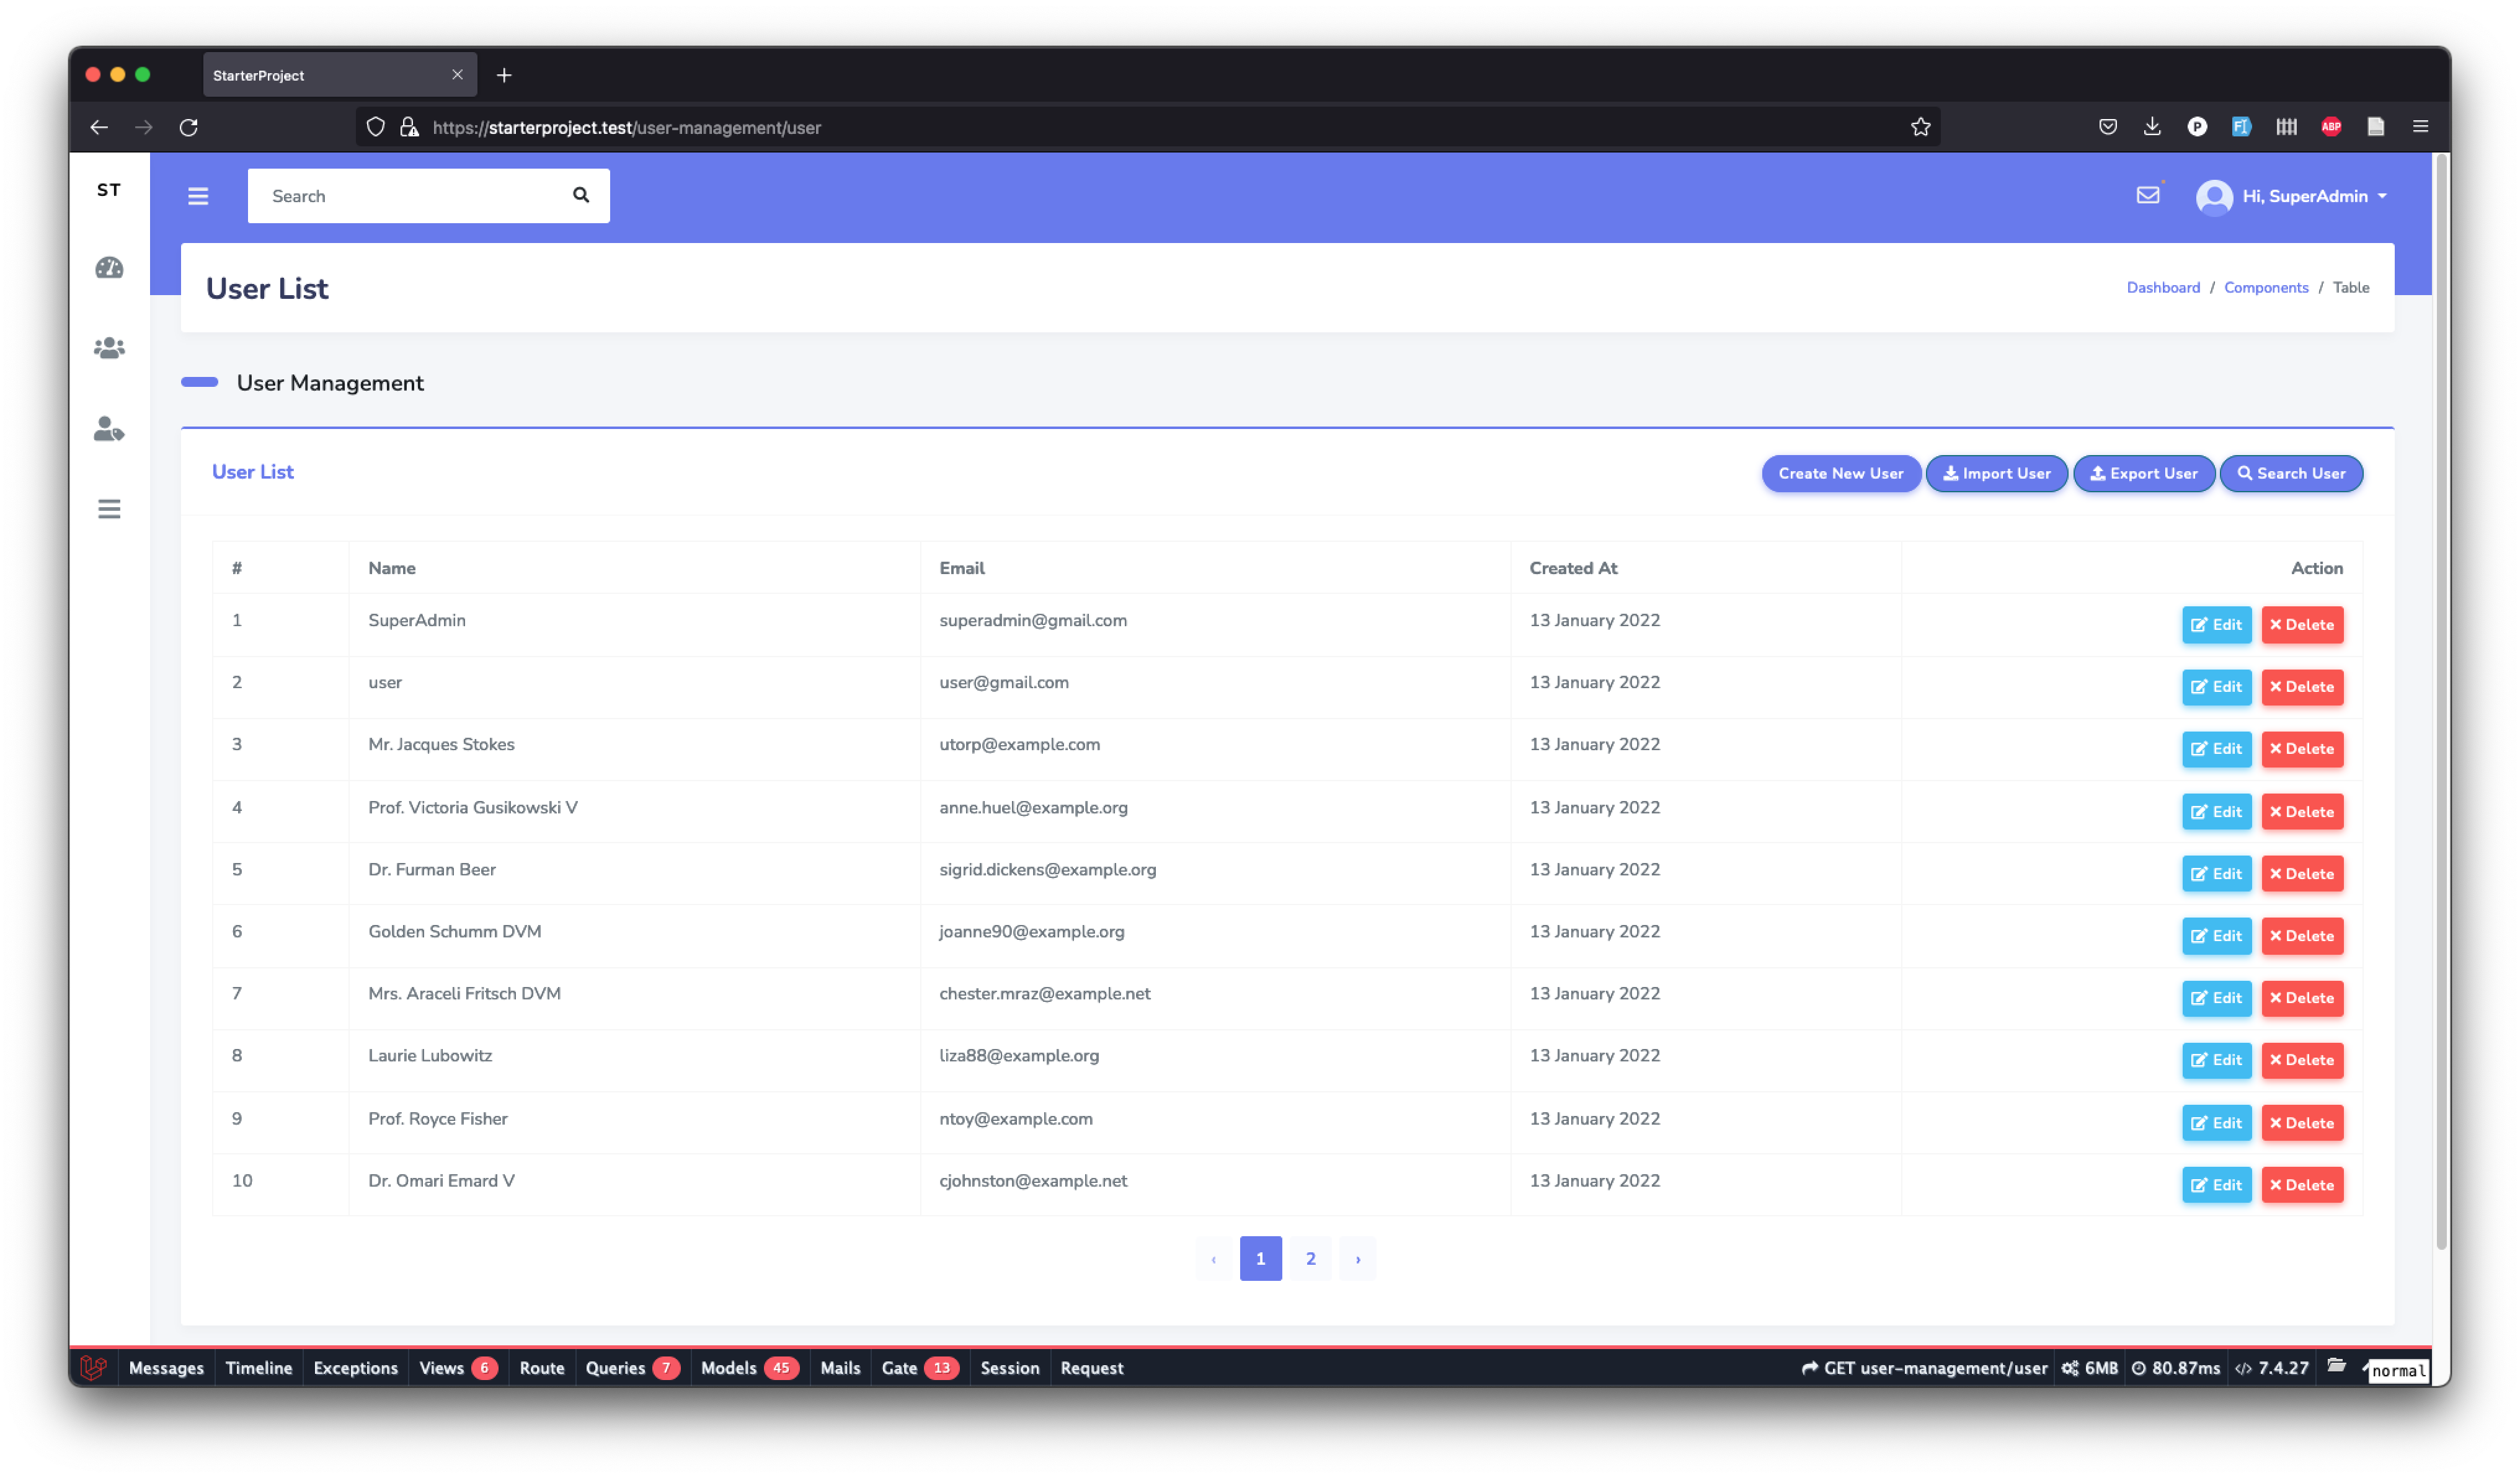 StarterProject
https://starterproject.test/user-management/user
ABP
ST
Search
Hi, SuperAdmin
User List
Dashboard / Components / Table
User Management
User List
Create New User Import User Export User Search User
# Name Email Created At Action
1 SuperAdmin superadmin@gmail.com 13 January 2022 Edit Delete
2 user user@gmail.com 13 January 2022 Edit Delete
3 Mr. Jacques Stokes utorp@example.com 13 January 2022 Edit Delete
4 Prof. Victoria Gusikowski V anne.huel@example.org 13 January 2022 Edit Delete
5 Dr. Furman Beer sigrid.dickens@example.org 13 January 2022 Edit Delete
6 Golden Schumm DVM joanne90@example.org 13 January 2022 Edit Delete
7 Mrs. Araceli Fritsch DVM chester.mraz@example.net 13 January 2022 Edit Delete
8 Laurie Lubowitz liza88@example.org 13 January 2022 Edit Delete
9 Prof. Royce Fisher ntoy@example.com 13 January 2022 Edit Delete
10 Dr. Omari Emard V cjohnston@example.net 13 January 2022 Edit Delete
‹ 1 2 ›
Messages Timeline Exceptions Views 6 Route Queries 7 Models 45 Mails Gate 13 Session Request GET user-management/user 6MB 80.87ms </> 7.4.27 normal